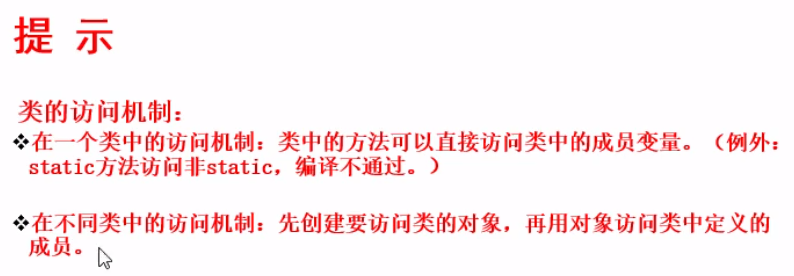 提 示
类的访问机制：
❖在一个类中的访问机制：类中的方法可以直接访问类中的成员变量。（例外：
static方法访问非static，编译不通过。）
❖在不同类中的访问机制：先创建要访问类的对象，再用对象访问类中定义的
成员。